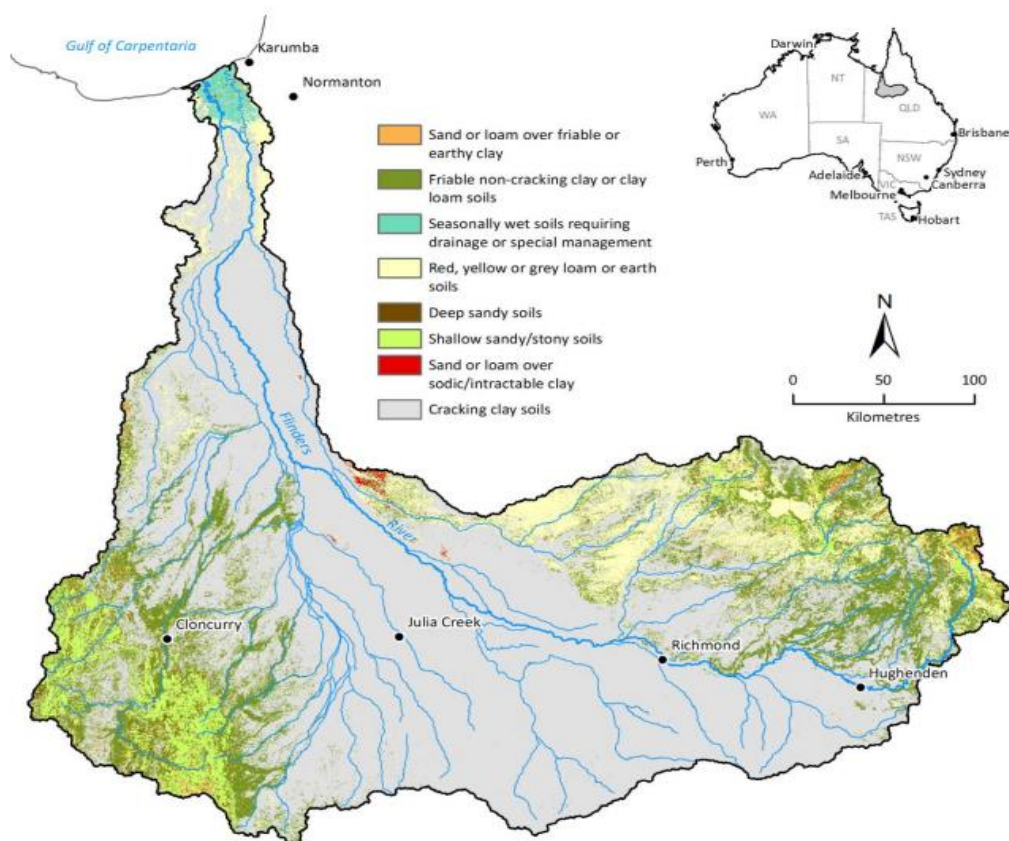 Gulf of Carpentaria
Karumba
Normanton
Sand or loam over friable or
earthy clay
Friable non-cracking clay or clay
loam soils
Seasonally wet soils requiring
drainage or special management
Red, yellow or grey loam or earth
soils
Deep sandy soils
Shallow sandy/stony soils
Sand or loam over
sodic/intractable clay
Cracking clay soils
Darwin
NT
WA
QLD
SA
Brisbane
Perth
NSW
Adelaide
Sydney
Canberra
VIC
Melbourne
TAS
Hobart
N
0 50 100
Kilometres
Flinders
River
Cloncurry
Julia Creek
Richmond
Hughenden